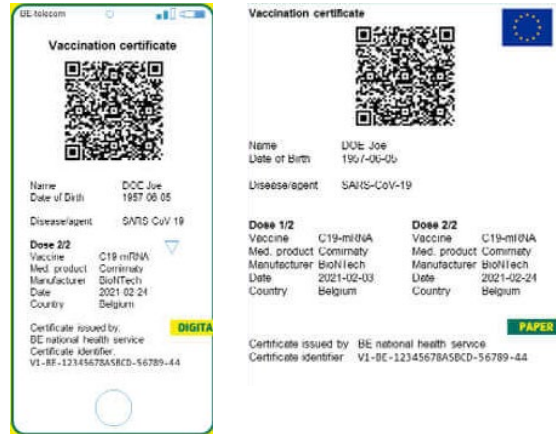 BE-telecom
Vaccination certificate
Name DOE Joe
Date of Birth 1957-06-05
Disease/agent SARS-CoV-19
Dose 2/2
Vaccine C19-mRNA
Med. product Comirnaty
Manufacturer BioNTech
Date 2021-02-24
Country Belgium
Certificate issued by:
DIGITA
BE national health service
Certificate identifier:
V1-BE-12345678ASBCD-56789-44
Vaccination certificate
Name DOE Joe
Date of Birth 1957-06-05
Disease/agent SARS-CoV-19
Dose 1/2 Dose 2/2
Vaccine C19-mRNA Vaccine C19-mRNA
Med. product Comirnaty Med. product Comirnaty
Manufacturer BioNTech Manufacturer BioNTech
Date 2021-02-03 Date 2021-02-24
Country Belgium Country Belgium
PAPER
Certificate issued by BE national health service
Certificate identifier V1-BE-12345678ASBCD-56789-44